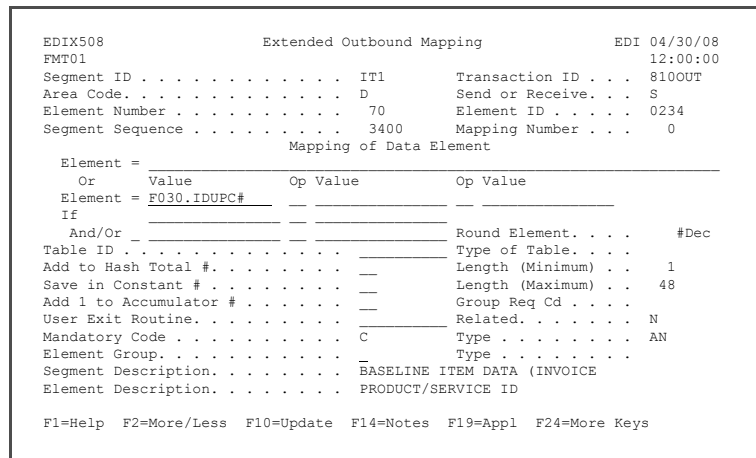 EDIX508 Extended Outbound Mapping EDI 04/30/08
FMT01 12:00:00
Segment ID . . . . . . . . . . . . IT1 Transaction ID . . . 810OUT
Area Code. . . . . . . . . . . . . D Send or Receive. . . S
Element Number . . . . . . . . . . 70 Element ID . . . . . 0234
Segment Sequence . . . . . . . . . 3400 Mapping Number . . . 0
Mapping of Data Element
Element =
Or Value Op Value Op Value
Element = F030.IDUPC#
If
And/Or Round Element. . . . #Dec
Table ID . . . . . . . . . . . . . Type of Table. . . .
Add to Hash Total #. . . . . . . . Length (Minimum) . . 1
Save in Constant # . . . . . . . . Length (Maximum) . . 48
Add 1 to Accumulator # . . . . . . Group Req Cd . . . .
User Exit Routine. . . . . . . . . Related. . . . . . . N
Mandatory Code . . . . . . . . . . C Type . . . . . . . . AN
Element Group. . . . . . . . . . . Type . . . . . . . .
Segment Description. . . . . . . . BASELINE ITEM DATA (INVOICE
Element Description. . . . . . . . PRODUCT/SERVICE ID
F1=Help F2=More/Less F10=Update F14=Notes F19=Appl F24=More Keys